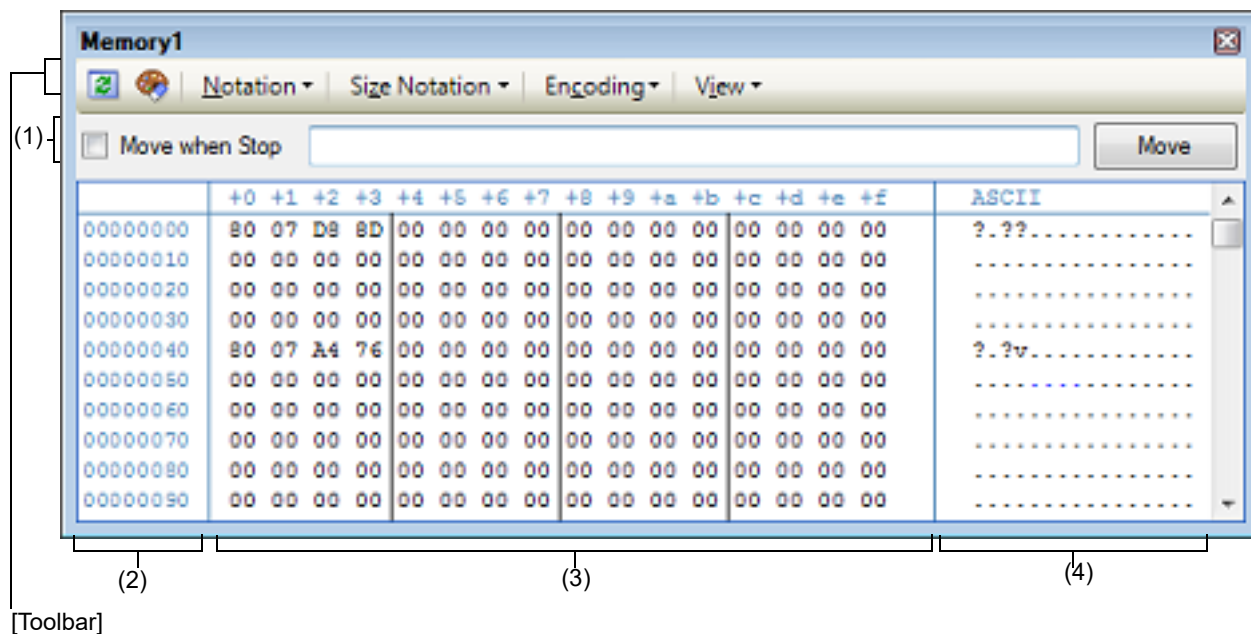 Memory1
Notation Size Notation Encoding View
(1) Move when Stop Move
+0 +1 +2 +3 +4 +5 +6 +7 +8 +9 +a +b +c +d +e +f ASCII
00000000 80 07 D8 8D 00 00 00 00 00 00 00 00 00 00 00 00 ?.??............
00000010 00 00 00 00 00 00 00 00 00 00 00 00 00 00 00 00 ................
00000020 00 00 00 00 00 00 00 00 00 00 00 00 00 00 00 00 ................
00000030 00 00 00 00 00 00 00 00 00 00 00 00 00 00 00 00 ................
00000040 80 07 A4 76 00 00 00 00 00 00 00 00 00 00 00 00 ?.?v............
00000050 00 00 00 00 00 00 00 00 00 00 00 00 00 00 00 00 ................
00000060 00 00 00 00 00 00 00 00 00 00 00 00 00 00 00 00 ................
00000070 00 00 00 00 00 00 00 00 00 00 00 00 00 00 00 00 ................
00000080 00 00 00 00 00 00 00 00 00 00 00 00 00 00 00 00 ................
00000090 00 00 00 00 00 00 00 00 00 00 00 00 00 00 00 00 ................
(2) (3) (4)
[Toolbar]